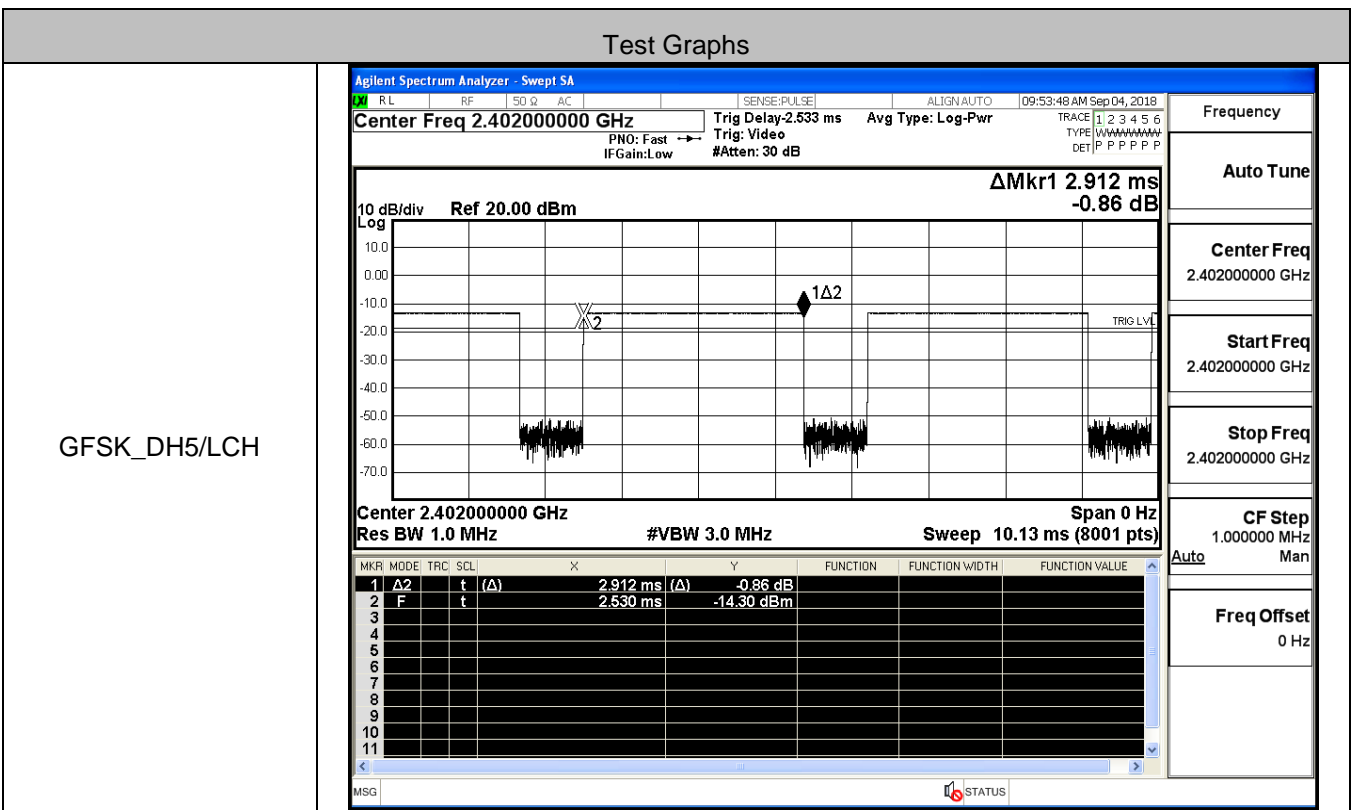 Test Graphs
GFSK_DH5/LCH
Agilent Spectrum Analyzer - Swept SA
LXI RL RF 50 Ω AC SENSE:PULSE ALIGN AUTO 09:53:48 AM Sep 04, 2018
Center Freq 2.402000000 GHz
PNO: Fast
IFGain:Low
Trig Delay-2.533 ms
Trig: Video
#Atten: 30 dB
Avg Type: Log-Pwr
TRACE 1 2 3 4 5 6
TYPE
DET P P P P P P
ΔMkr1 2.912 ms
-0.86 dB
10 dB/div Ref 20.00 dBm
Log
10.0
0.00
-10.0
-20.0
-30.0
-40.0
-50.0
-60.0
-70.0
1Δ2
2
TRIG LVL
Center 2.402000000 GHz Span 0 Hz
Res BW 1.0 MHz #VBW 3.0 MHz Sweep 10.13 ms (8001 pts)
MKR MODE TRC SCL X Y FUNCTION FUNCTION WIDTH FUNCTION VALUE
1 Δ2 t (Δ) 2.912 ms (Δ) -0.86 dB
2 F t 2.530 ms -14.30 dBm
3
4
5
6
7
8
9
10
11
MSG STATUS
Frequency
Auto Tune
Center Freq
2.402000000 GHz
Start Freq
2.402000000 GHz
Stop Freq
2.402000000 GHz
CF Step
1.000000 MHz
Auto Man
Freq Offset
0 Hz